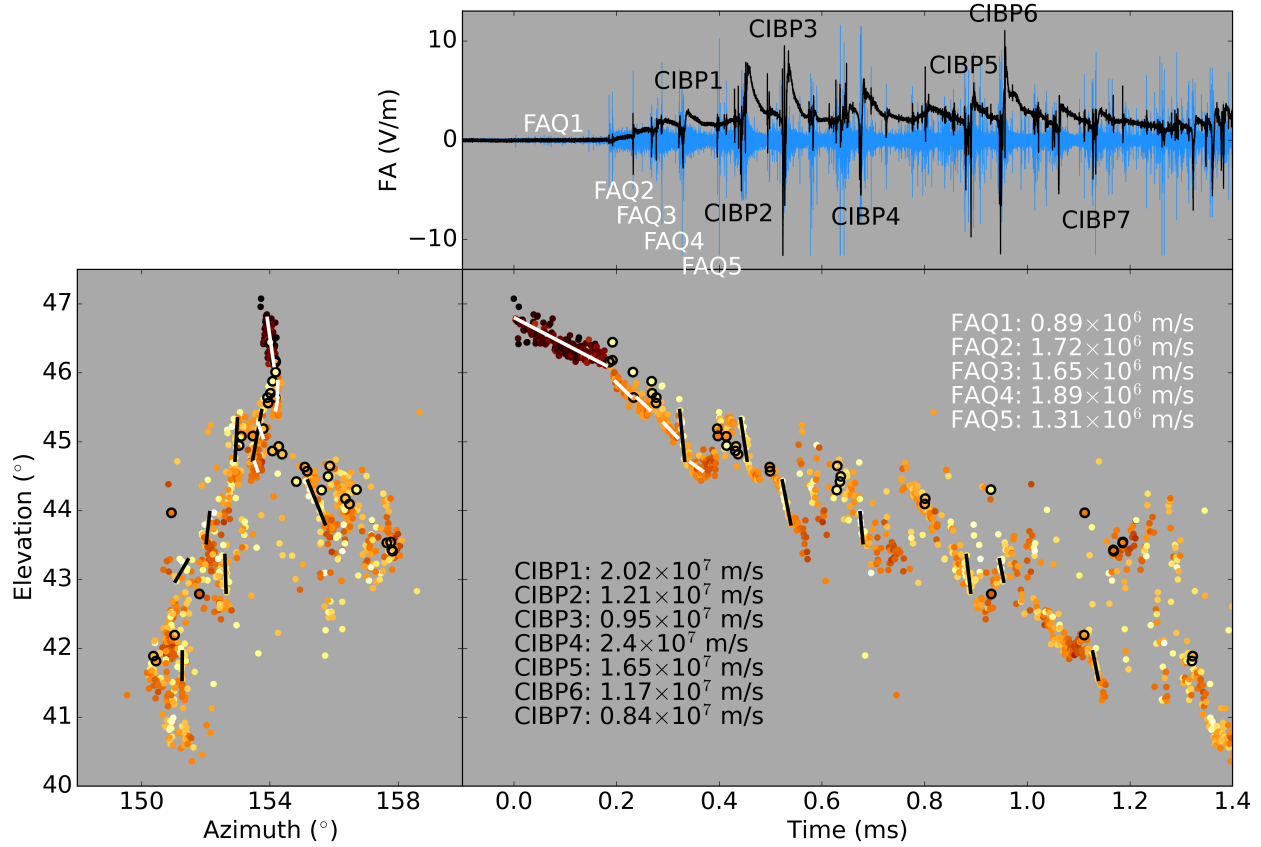 CIBP6
CIBP3
10
CIBP5
CIBP1
FAQ1
0
FA (V/m)
FAQ2
CIBP2
CIBP4
CIBP7
FAQ3
−10
FAQ4
FAQ5
47
FAQ1: 0.89×10⁶ m/s
FAQ2: 1.72×10⁶ m/s
46
FAQ3: 1.65×10⁶ m/s
FAQ4: 1.89×10⁶ m/s
FAQ5: 1.31×10⁶ m/s
45
44
Elevation (°)
43
CIBP1: 2.02×10⁷ m/s
CIBP2: 1.21×10⁷ m/s
CIBP3: 0.95×10⁷ m/s
CIBP4: 2.4×10⁷ m/s
42
CIBP5: 1.65×10⁷ m/s
CIBP6: 1.17×10⁷ m/s
CIBP7: 0.84×10⁷ m/s
41
40
150 154 158
0.0 0.2 0.4 0.6 0.8 1.0 1.2 1.4
Azimuth (°)
Time (ms)